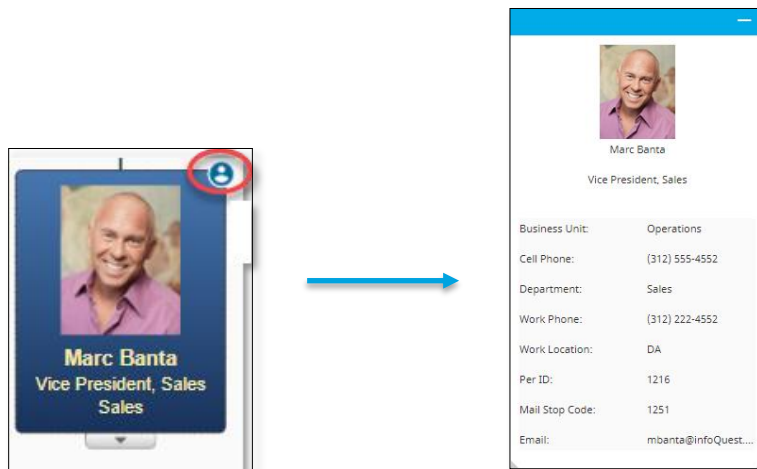 Marc Banta
Vice President, Sales
Sales
Marc Banta
Vice President, Sales
Business Unit: Operations
Cell Phone: (312) 555-4552
Department: Sales
Work Phone: (312) 222-4552
Work Location: DA
Per ID: 1216
Mail Stop Code: 1251
Email: mbanta@infoQuest....